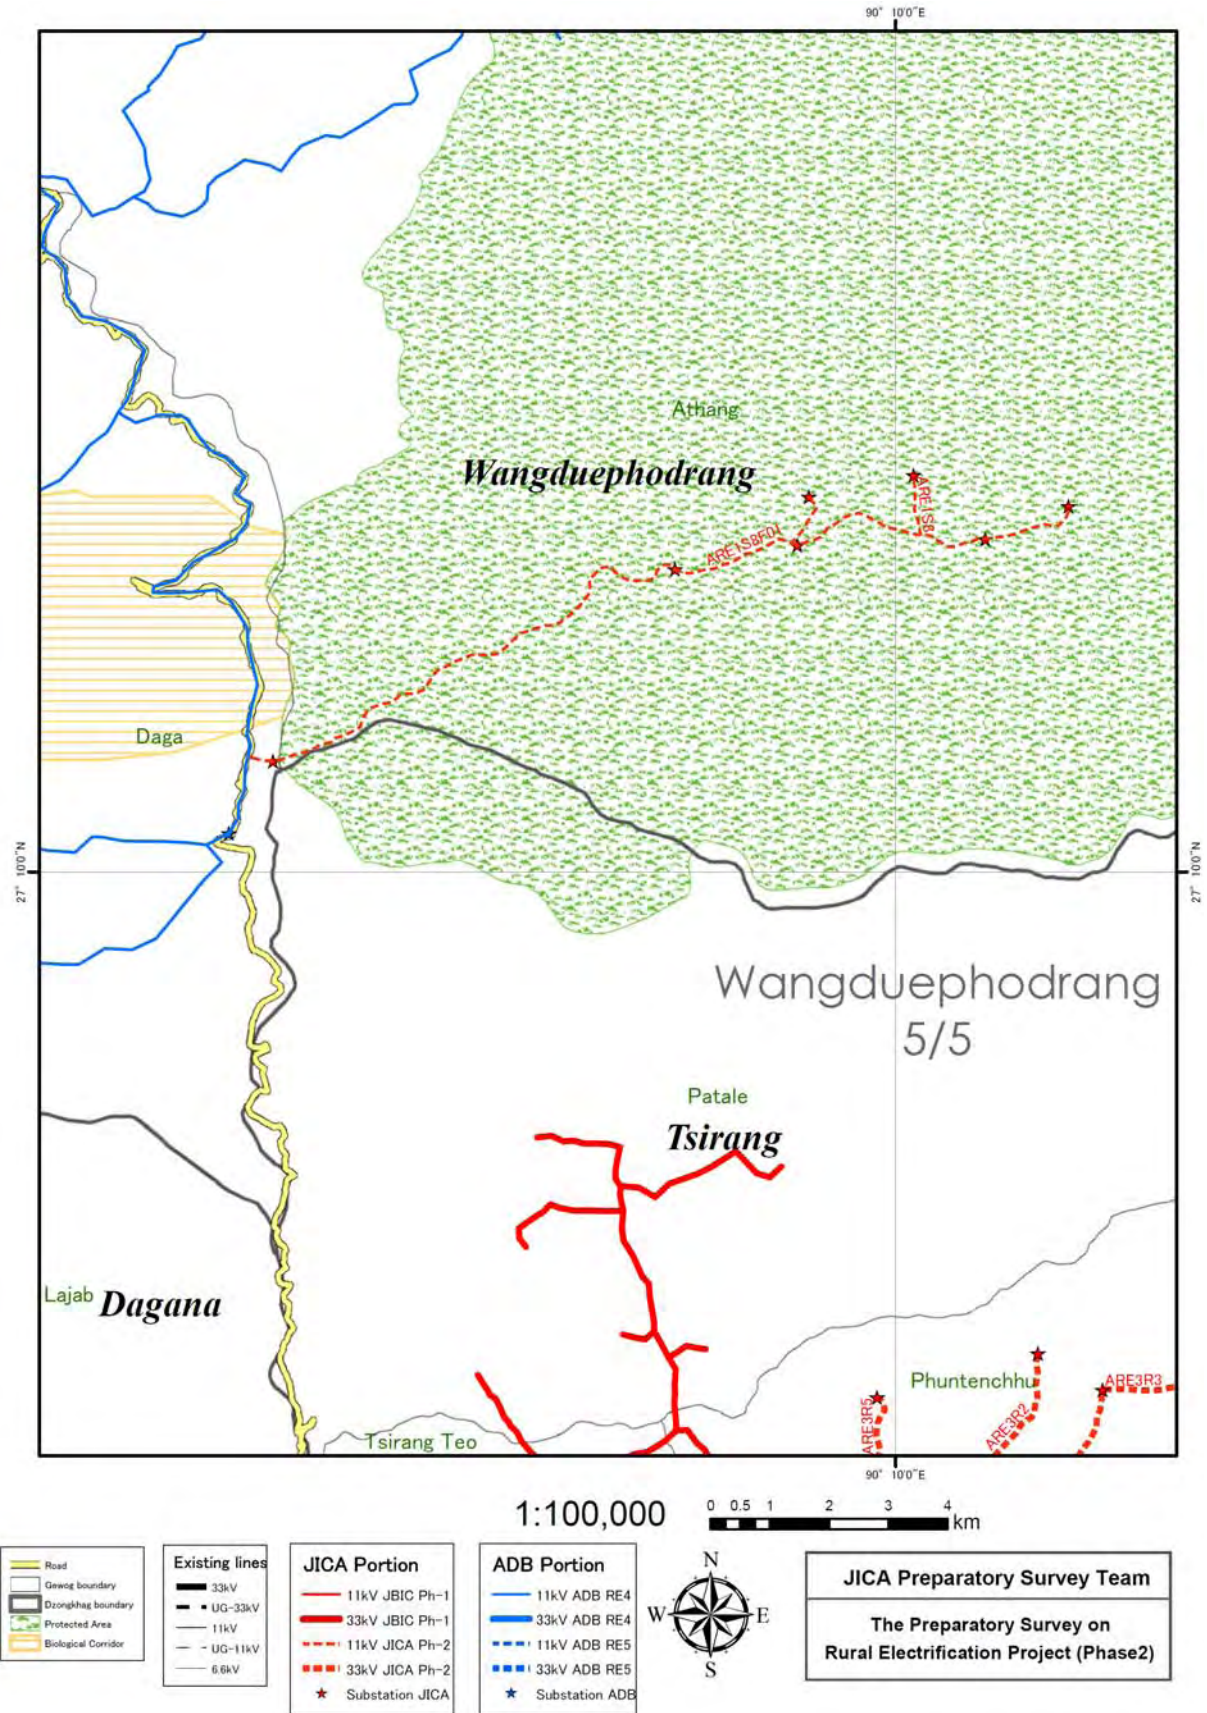 90° 10'0"E
Athang
Wangduephodrang
ARE1S8
ARE1S8F01
Daga
27° 10'0"N
27° 10'0"N
Wangduephodrang
5/5
Patale
Tsirang
Lajab
Dagana
Phuntenchhu
ARE3R3
ARE3R5
ARE3R2
Tsirang Teo
90° 10'0"E
1:100,000
0 0.5 1 2 3 4
km
Road
Gewog boundary
Dzongkhag boundary
Protected Area
Biological Corridor
Existing lines
33kV
UG-33kV
11kV
UG-11kV
6.6kV
JICA Portion
11kV JBIC Ph-1
33kV JBIC Ph-1
11kV JICA Ph-2
33kV JICA Ph-2
Substation JICA
ADB Portion
11kV ADB RE4
33kV ADB RE4
11kV ADB RE5
33kV ADB RE5
Substation ADB
N
W E
S
JICA Preparatory Survey Team
The Preparatory Survey on
Rural Electrification Project (Phase2)